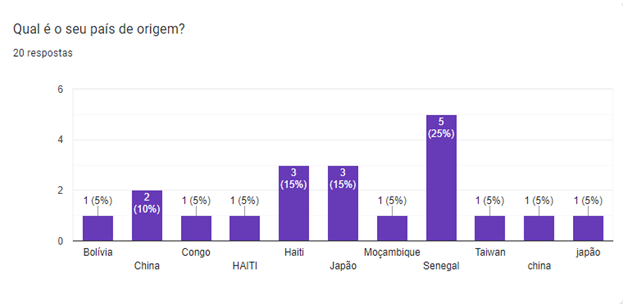 Qual é o seu país de origem?
20 respostas
6
4
2
0
1 (5%)
2
(10%)
1 (5%)
1 (5%)
3
(15%)
3
(15%)
1 (5%)
5
(25%)
1 (5%)
1 (5%)
1 (5%)
Bolívia
China
Congo
HAITI
Haiti
Japão
Moçambique
Senegal
Taiwan
china
japão